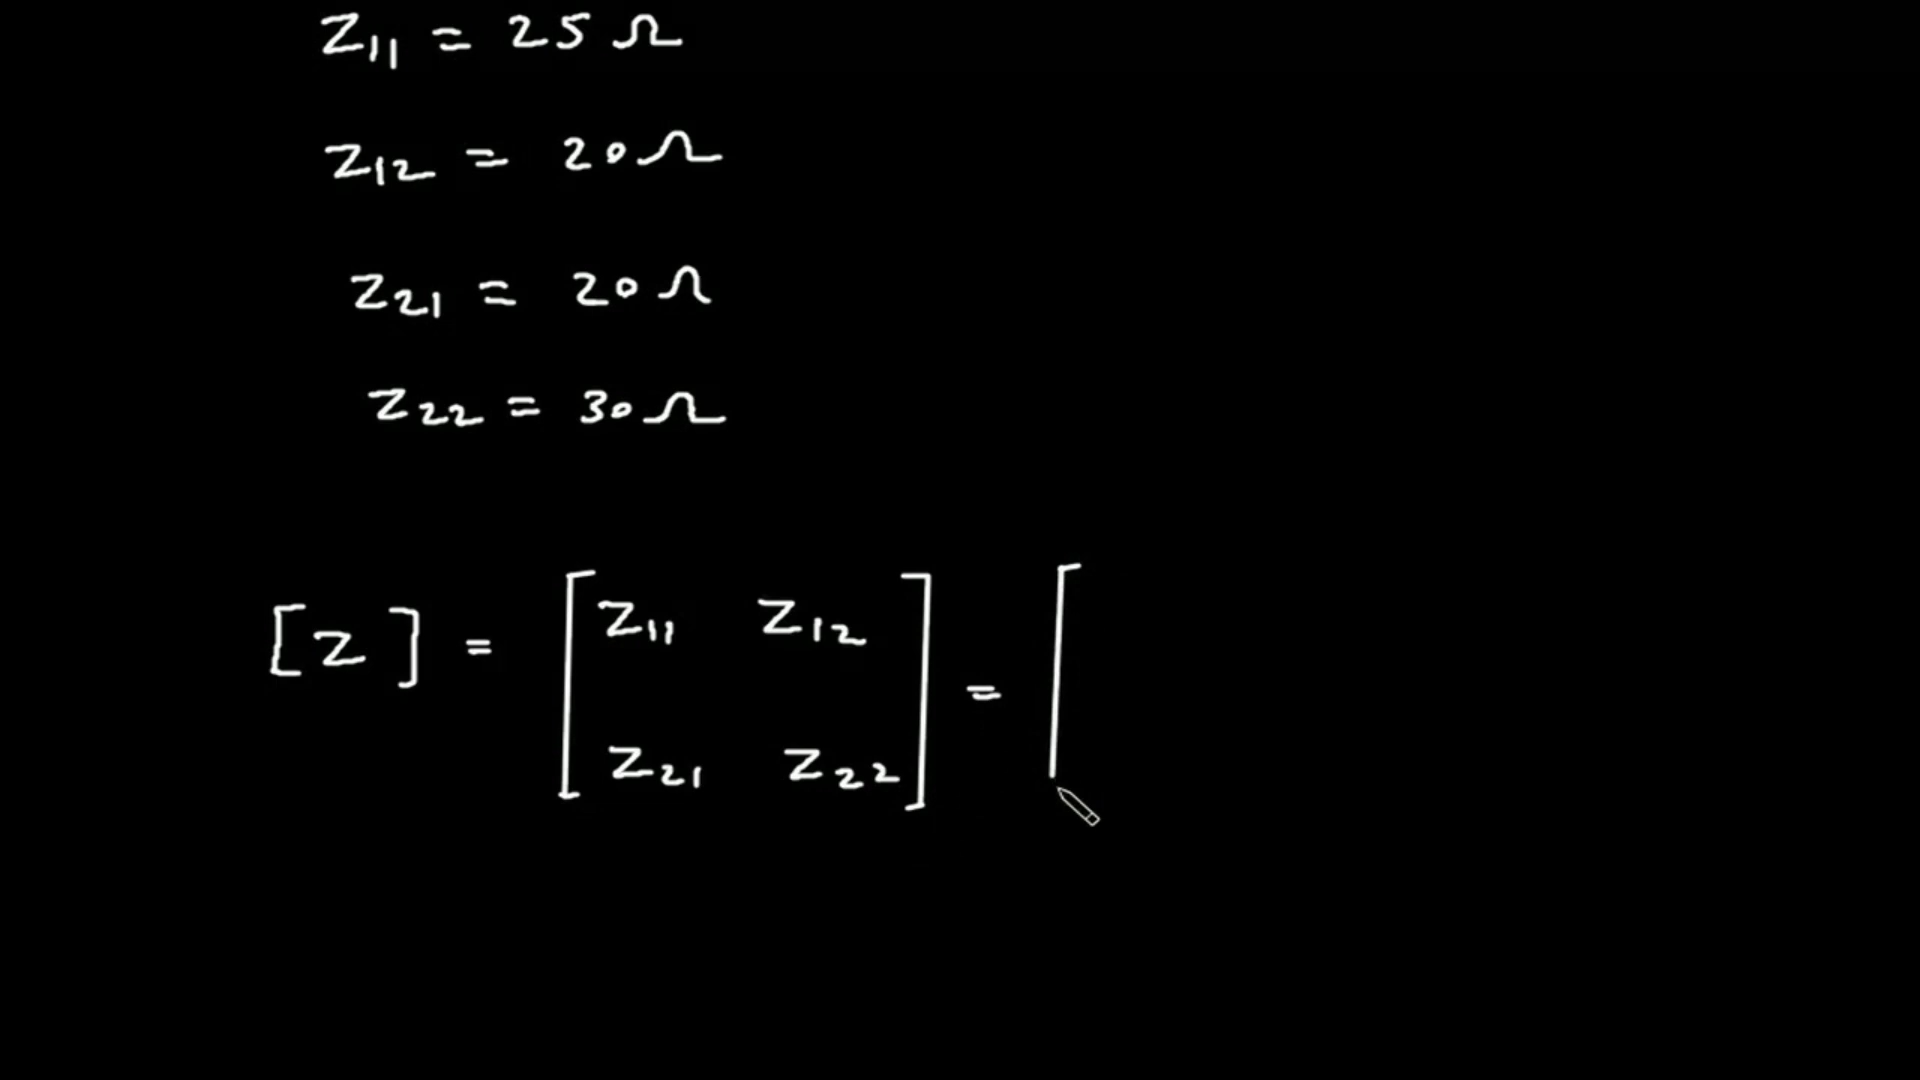 Z11 = 25 Ω
Z12 = 20 Ω
Z21 = 20 Ω
Z22 = 30 Ω
[Z] = [Z11 Z12
Z21 Z22] = [